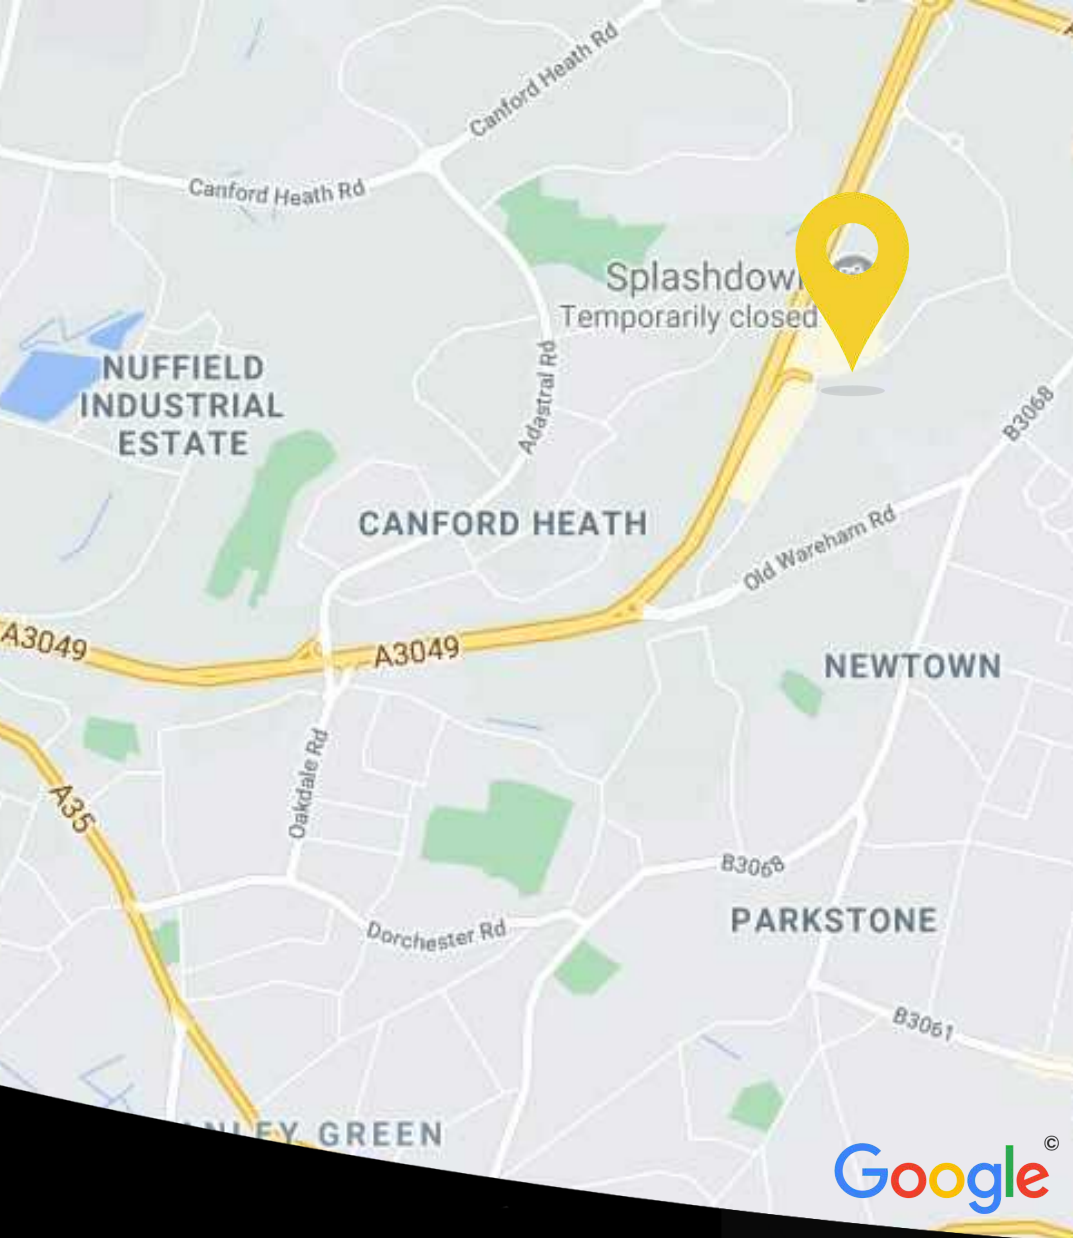 Canford Heath Rd
Canford Heath Rd
Splashdow
Temporarily closed
NUFFIELD
INDUSTRIAL
ESTATE
Adastral Rd
B3068
CANFORD HEATH
Old Wareham Rd
A3049
A3049
NEWTOWN
Oakdale Rd
A35
B3068
PARKSTONE
Dorchester Rd
B3061
GREEN
Google ©